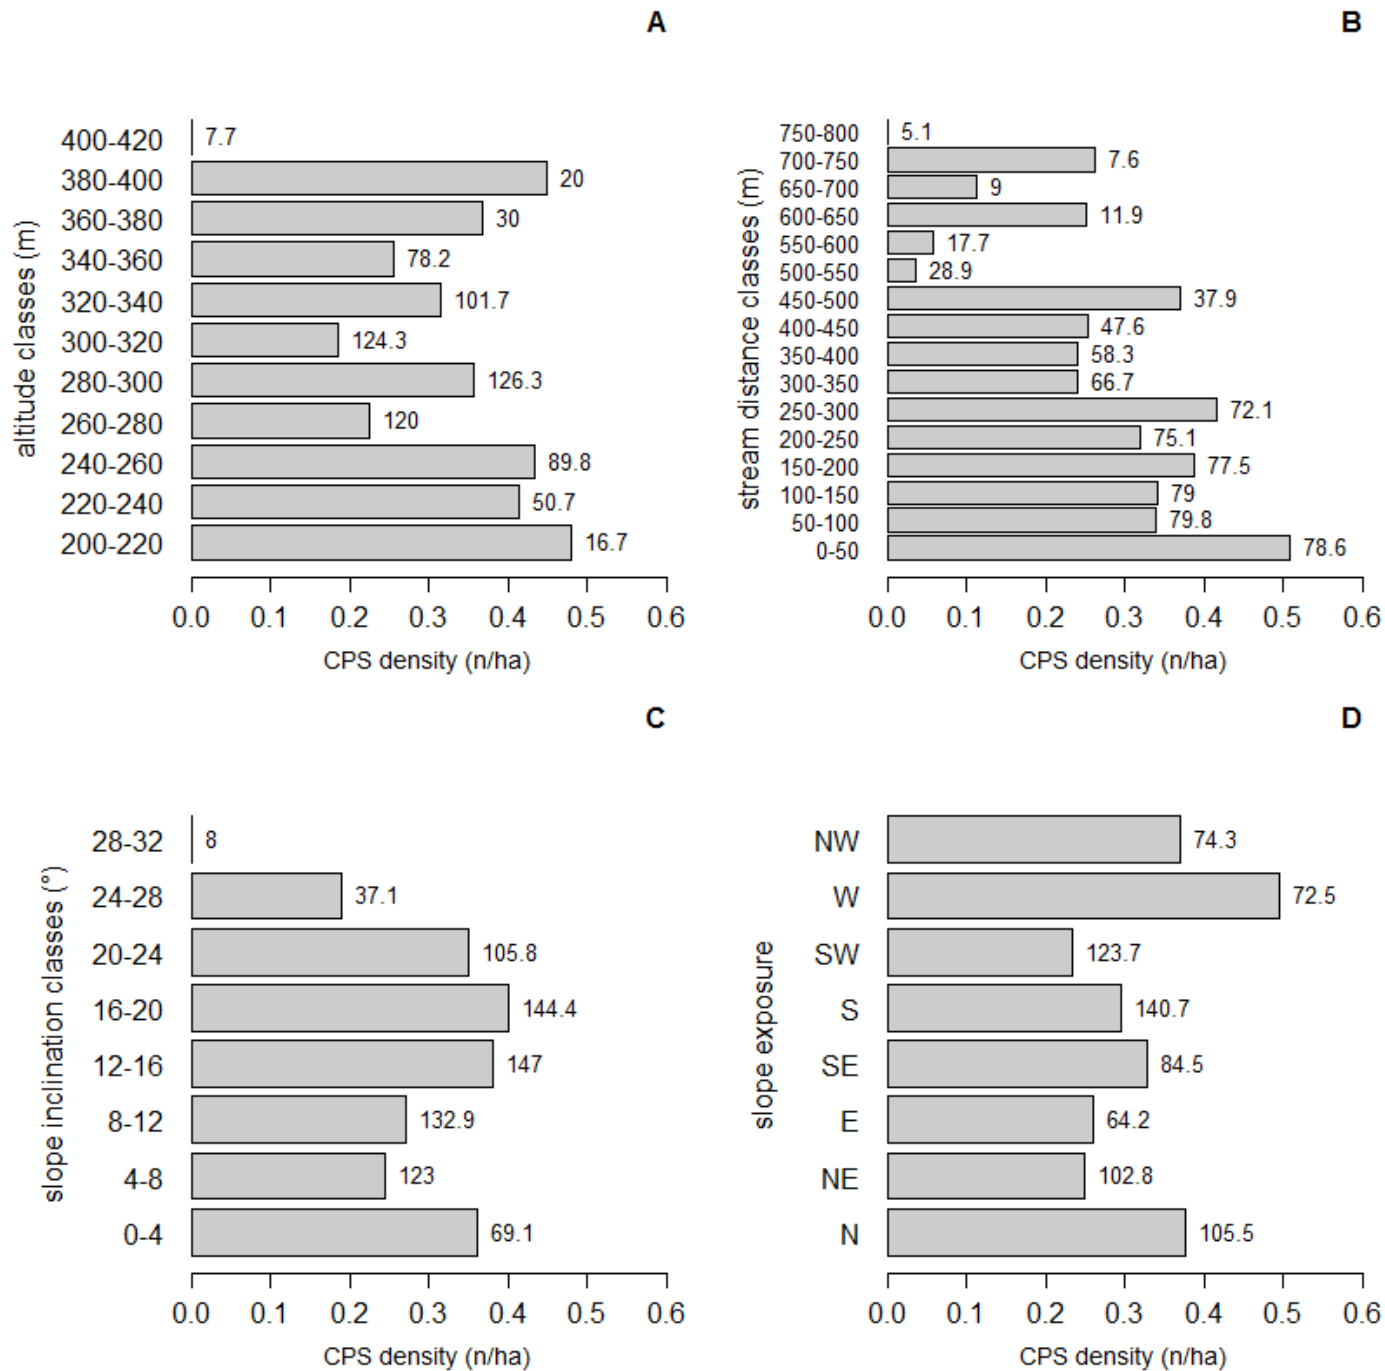 A
altitude classes (m)
400-420 7.7
380-400 20
360-380 30
340-360 78.2
320-340 101.7
300-320 124.3
280-300 126.3
260-280 120
240-260 89.8
220-240 50.7
200-220 16.7
0.0 0.1 0.2 0.3 0.4 0.5 0.6
CPS density (n/ha)
B
stream distance classes (m)
750-800 5.1
700-750 7.6
650-700 9
600-650 11.9
550-600 17.7
500-550 28.9
450-500 37.9
400-450 47.6
350-400 58.3
300-350 66.7
250-300 72.1
200-250 75.1
150-200 77.5
100-150 79
50-100 79.8
0-50 78.6
0.0 0.1 0.2 0.3 0.4 0.5 0.6
CPS density (n/ha)
C
slope inclination classes (°)
28-32 8
24-28 37.1
20-24 105.8
16-20 144.4
12-16 147
8-12 132.9
4-8 123
0-4 69.1
0.0 0.1 0.2 0.3 0.4 0.5 0.6
CPS density (n/ha)
D
slope exposure
NW 74.3
W 72.5
SW 123.7
S 140.7
SE 84.5
E 64.2
NE 102.8
N 105.5
0.0 0.1 0.2 0.3 0.4 0.5 0.6
CPS density (n/ha)